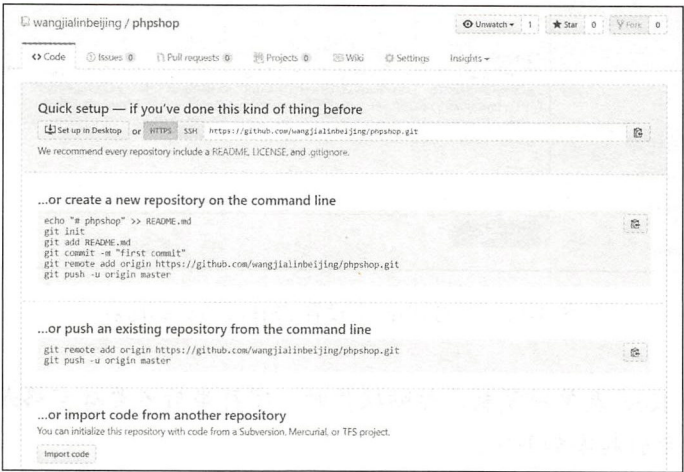 wangjialinbeijing / phpshop
Unwatch 1 Star 0 Fork 0
Code Issues 0 Pull requests 0 Projects 0 Wiki Settings Insights
Quick setup — if you've done this kind of thing before
Set up in Desktop or HTTPS SSH https://github.com/wangjialinbeijing/phpshop.git
We recommend every repository include a README, LICENSE, and .gitignore.
...or create a new repository on the command line
echo "# phpshop" >> README.md
git init
git add README.md
git commit -m "first commit"
git remote add origin https://github.com/wangjialinbeijing/phpshop.git
git push -u origin master
...or push an existing repository from the command line
git remote add origin https://github.com/wangjialinbeijing/phpshop.git
git push -u origin master
...or import code from another repository
You can initialize this repository with code from a Subversion, Mercurial, or TFS project.
Import code